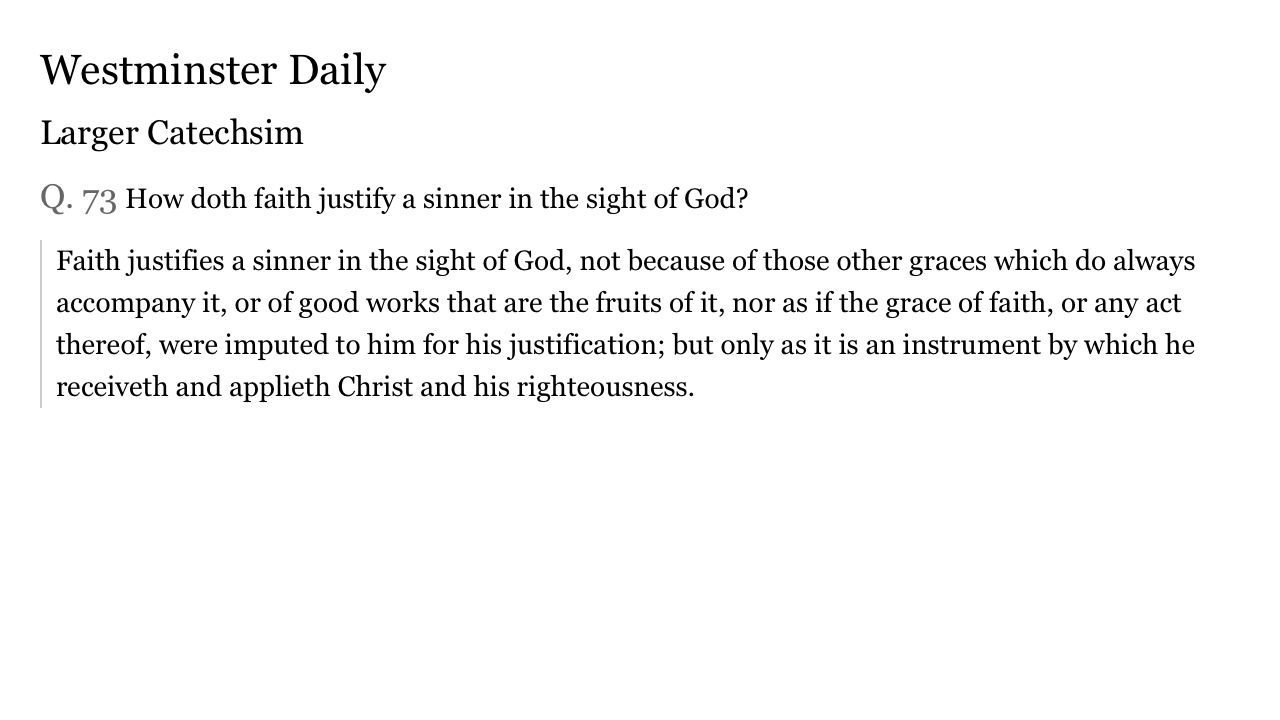 Westminster Daily
Larger Catechsim
Q. 73 How doth faith justify a sinner in the sight of God?
Faith justifies a sinner in the sight of God, not because of those other graces which do always
accompany it, or of good works that are the fruits of it, nor as if the grace of faith, or any act
thereof, were imputed to him for his justification; but only as it is an instrument by which he
receiveth and applieth Christ and his righteousness.